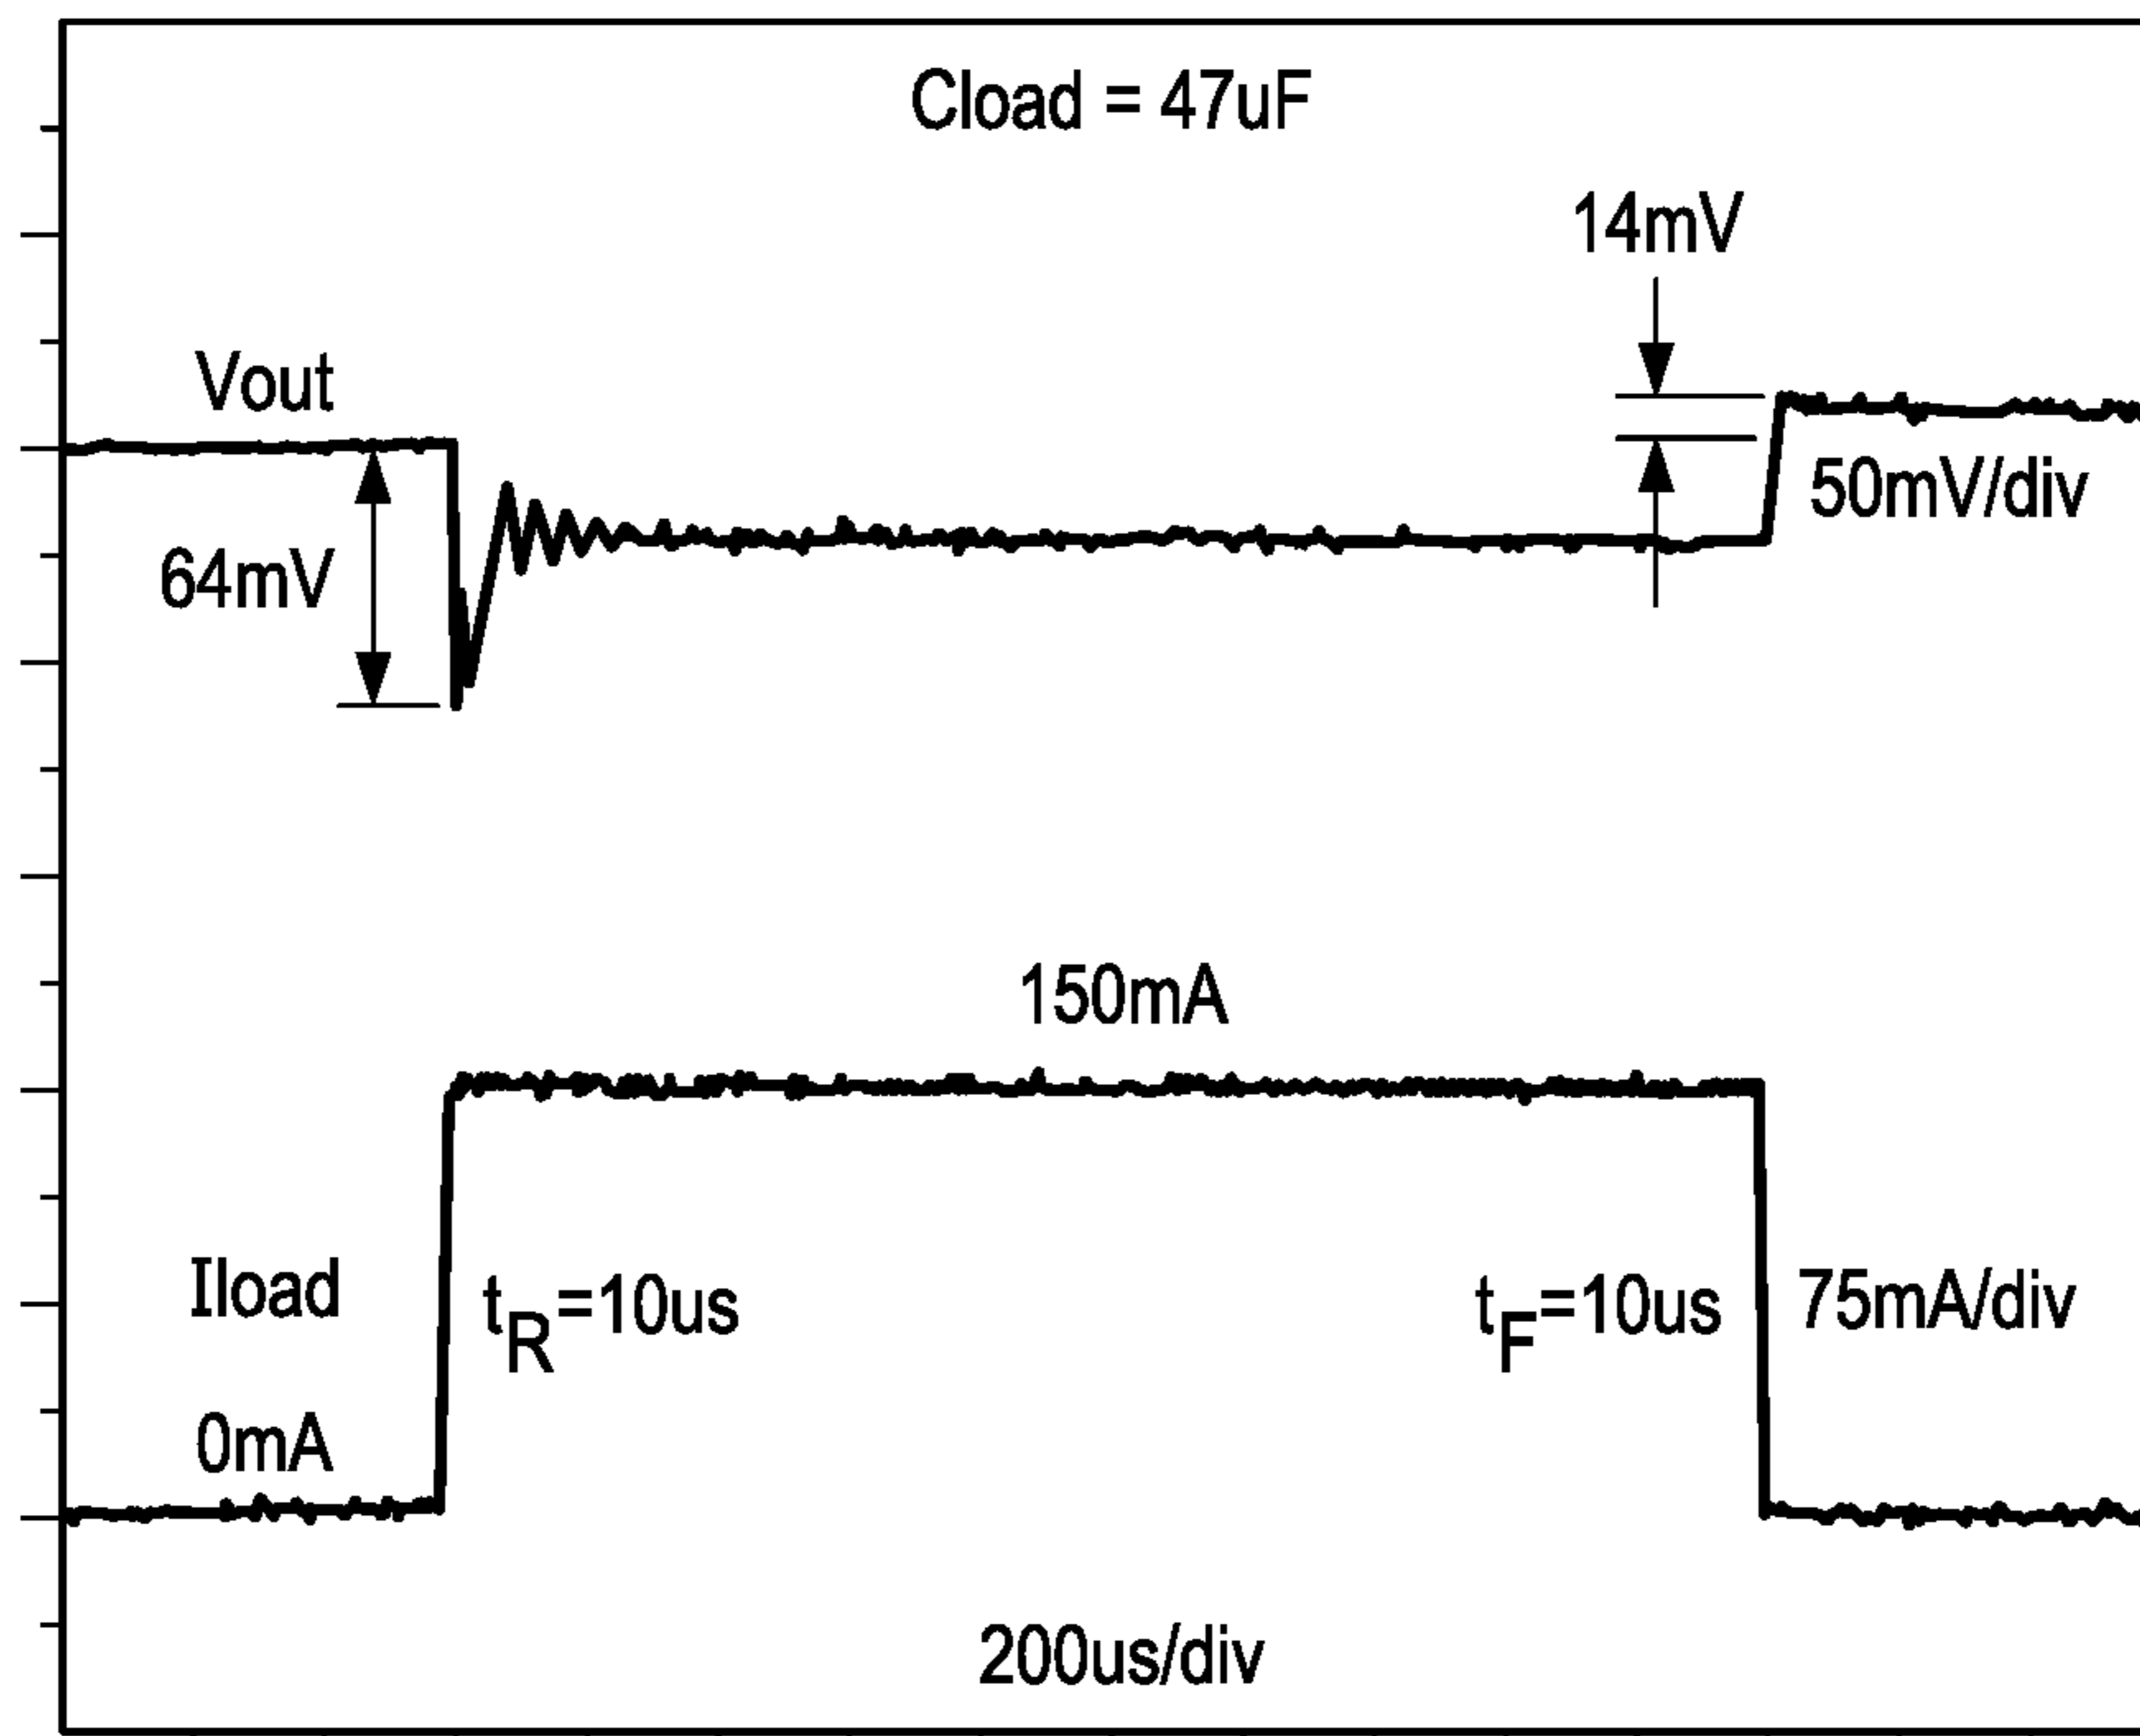 Cload = 47uF
14mV
Vout
50mV/div
64mV
150mA
Iload
tR=10us
tF=10us
75mA/div
0mA
200us/div